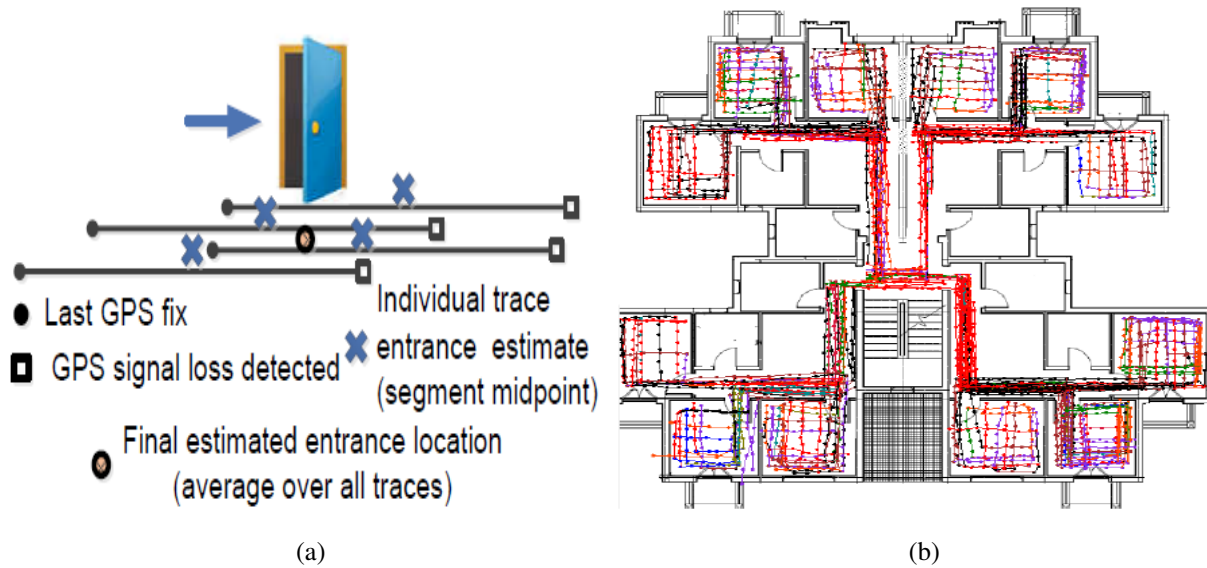 Last GPS fix
GPS signal loss detected
Individual trace
entrance estimate
(segment midpoint)
Final estimated entrance location
(average over all traces)
(a)
(b)